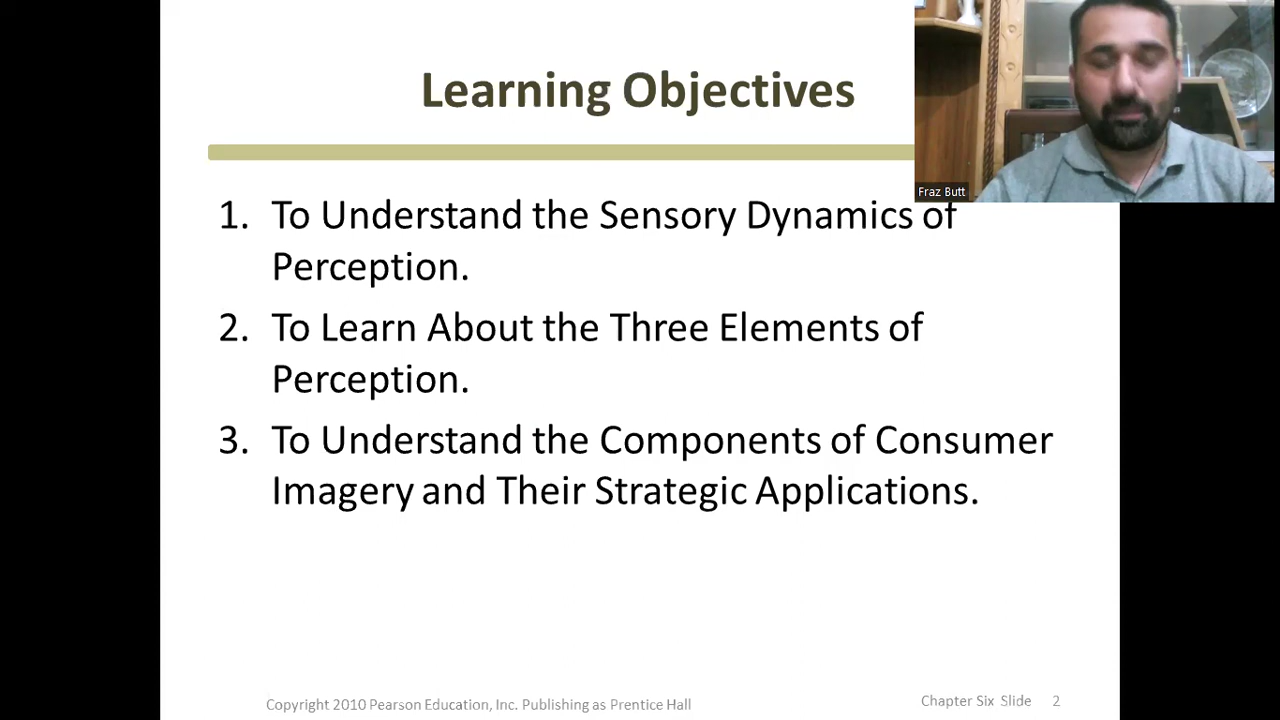 Learning Objectives
Fraz Butt
1. To Understand the Sensory Dynamics of
Perception.
2. To Learn About the Three Elements of
Perception.
3. To Understand the Components of Consumer
Imagery and Their Strategic Applications.
Copyright 2010 Pearson Education, Inc. Publishing as Prentice Hall
Chapter Six Slide 2